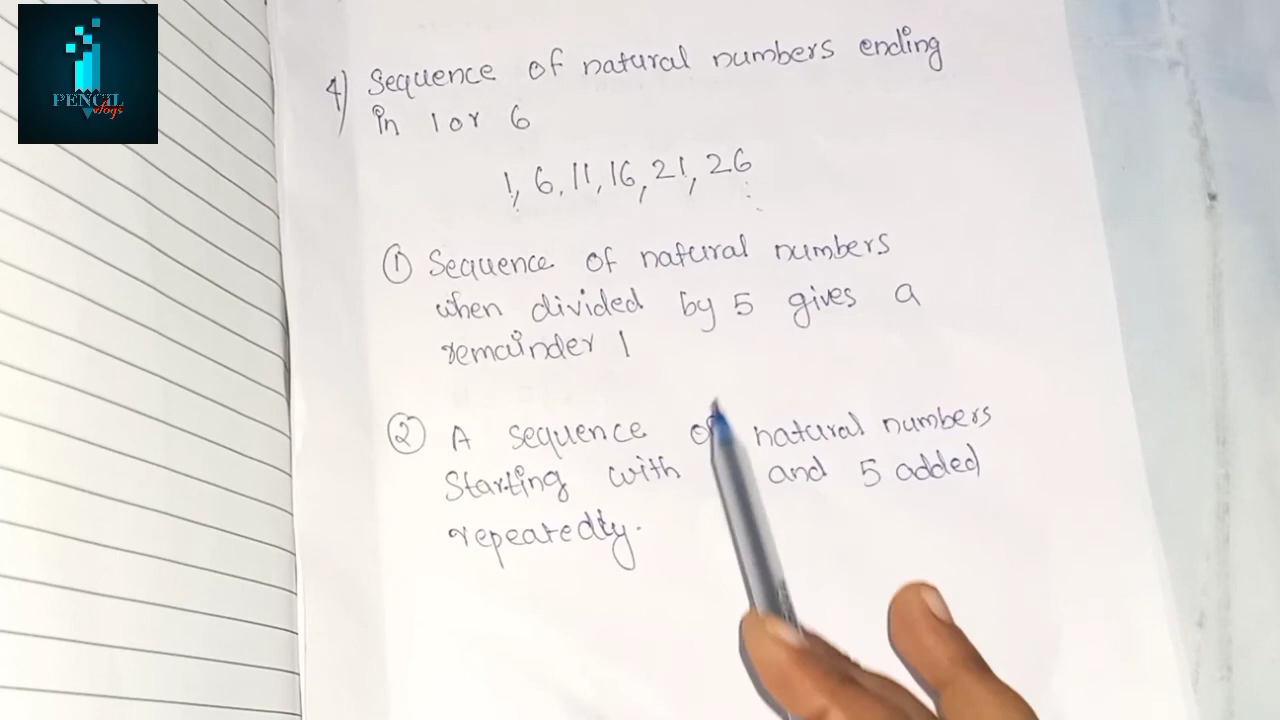 PENCIL
Jogs
4) Sequence of natural numbers ending
in 1 or 6
1, 6, 11, 16, 21, 26
① Sequence of natural numbers
when divided by 5 gives a
remainder 1
② A sequence of natural numbers
starting with and 5 added
repeatedly.